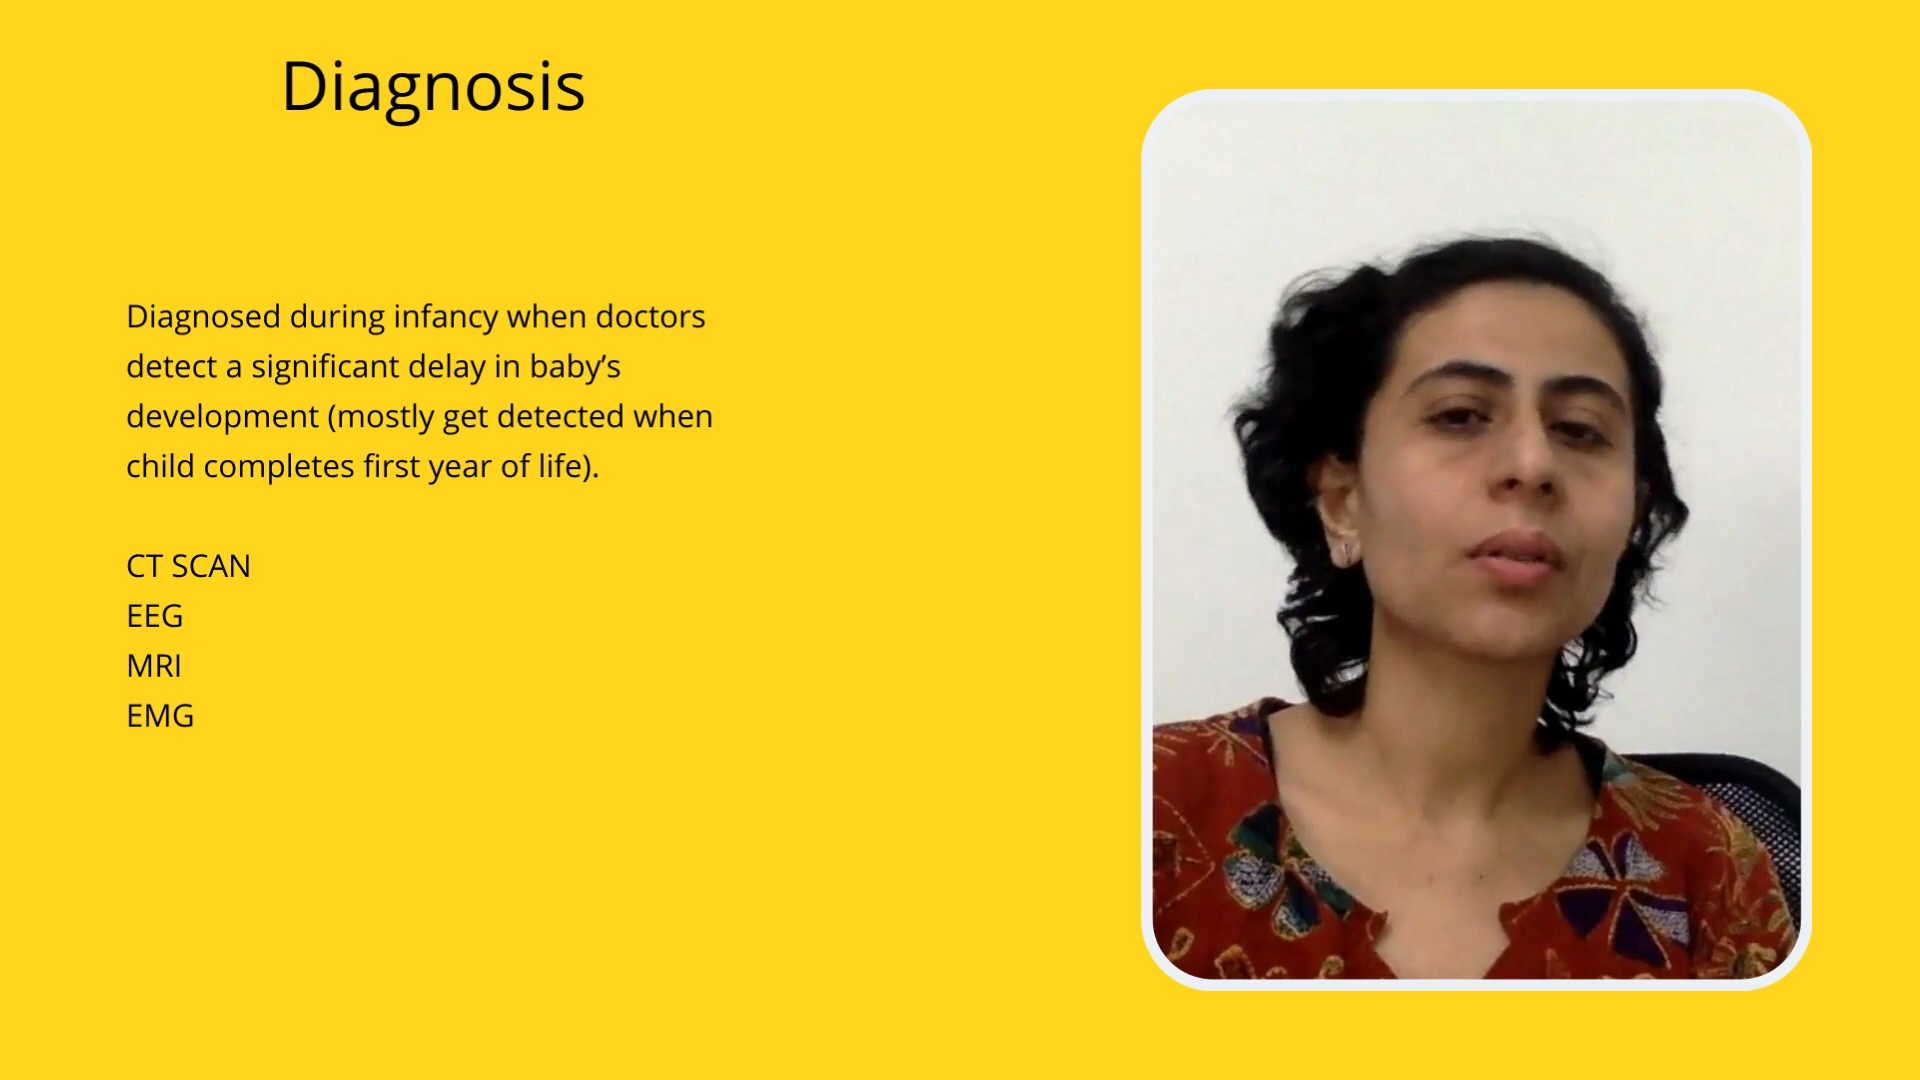 Diagnosis
Diagnosed during infancy when doctors
detect a significant delay in baby’s
development (mostly get detected when
child completes first year of life).
CT SCAN
EEG
MRI
EMG